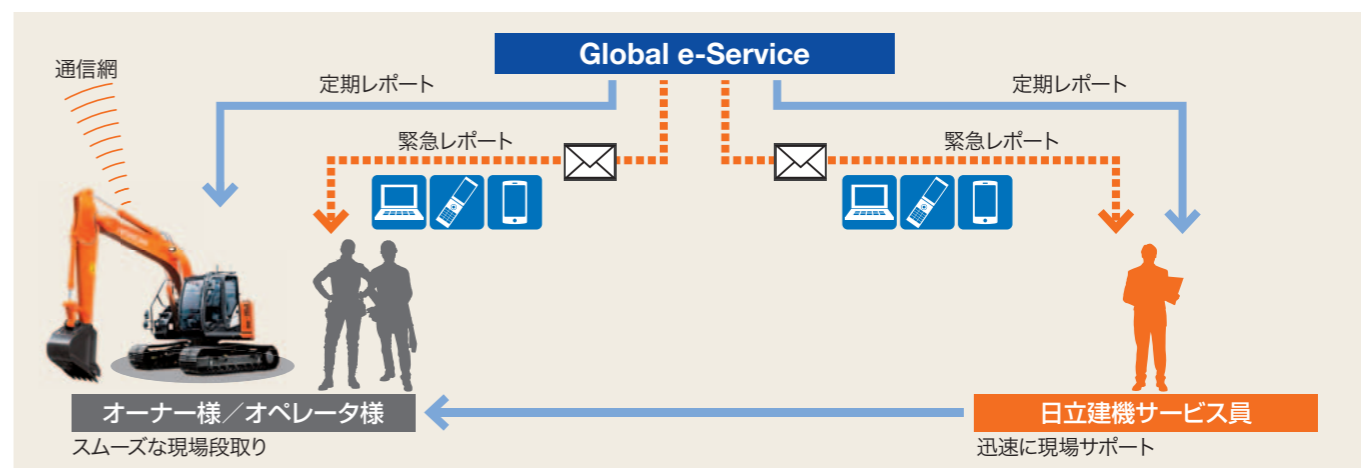 Global e-Service
通信網
定期レポート
定期レポート
緊急レポート
緊急レポート
オーナー様／オペレータ様
日立建機サービス員
スムーズな現場段取り
迅速に現場サポート